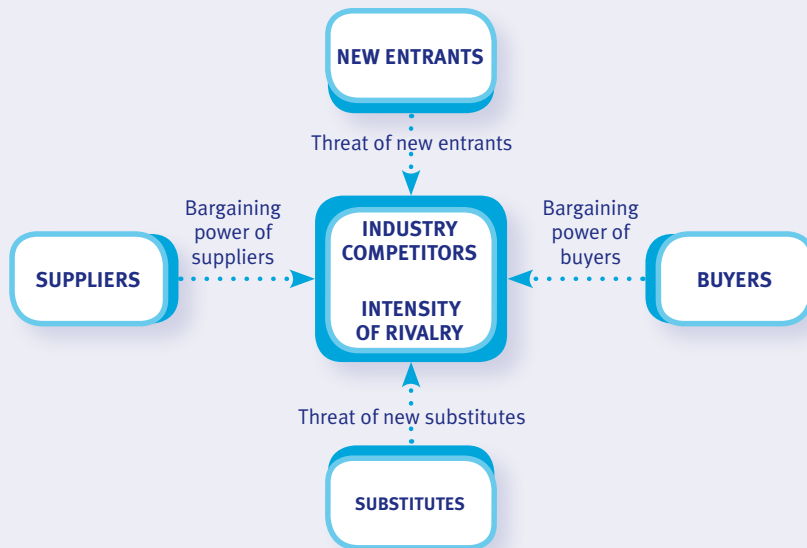 NEW ENTRANTS
Threat of new entrants
Bargaining
power of
suppliers
Bargaining
power of
buyers
SUPPLIERS
INDUSTRY
COMPETITORS
INTENSITY
OF RIVALRY
BUYERS
Threat of new substitutes
SUBSTITUTES